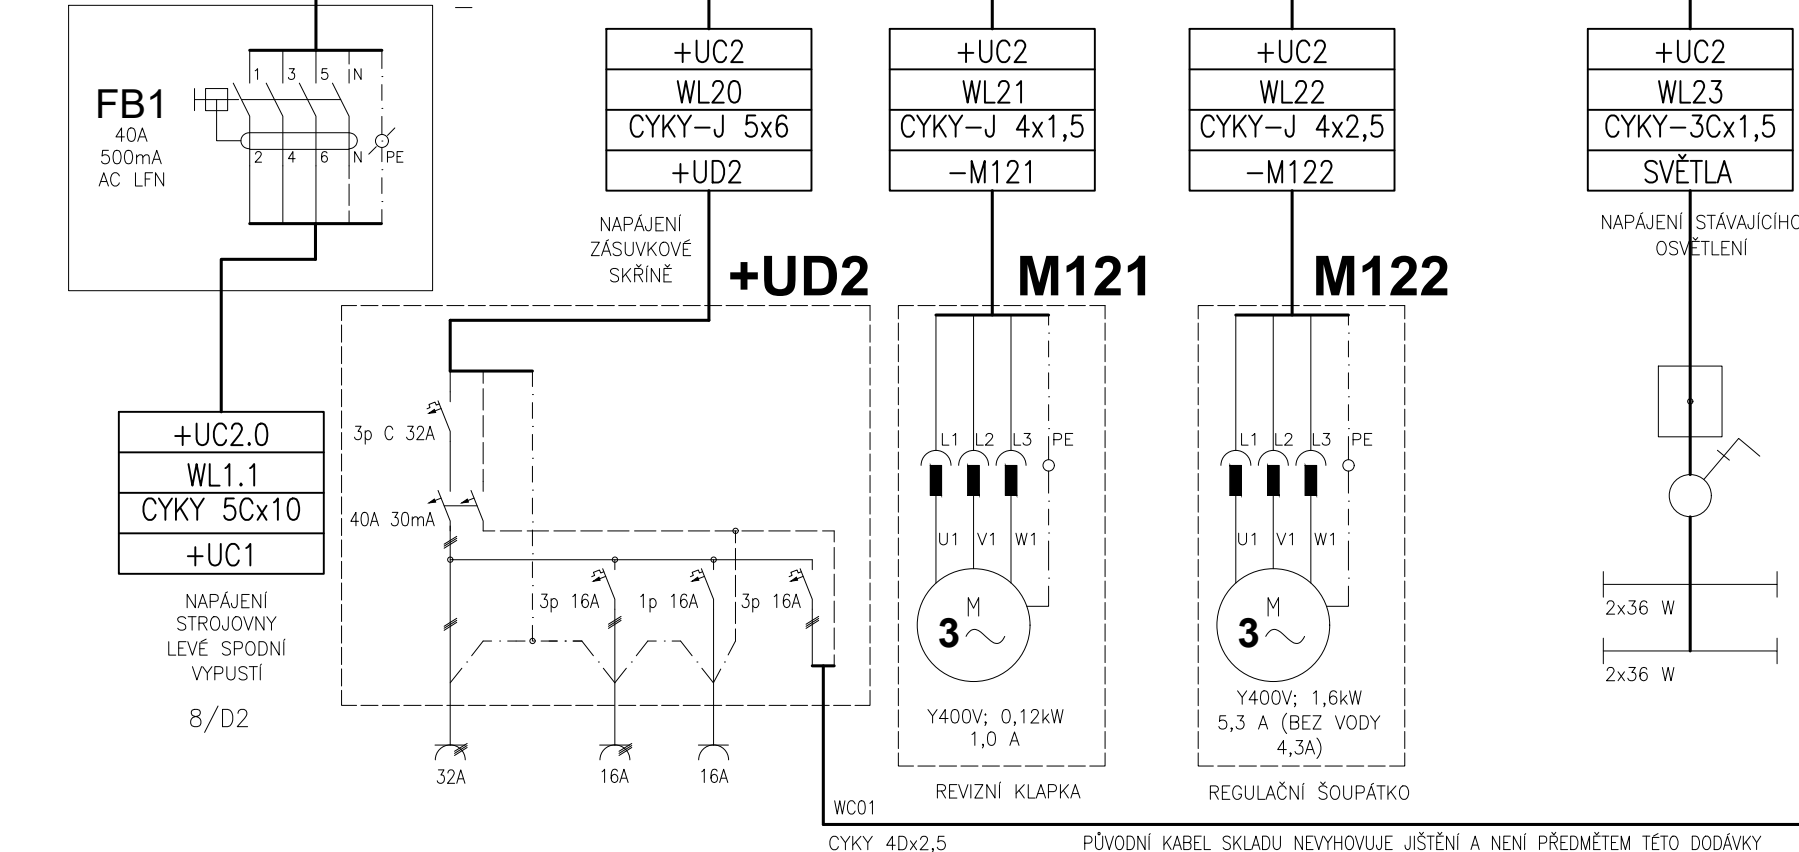 FB1
40A
500mA
AC LFN
1 3 5 N
2 4 6 N PE
+UC2.0
WL1.1
CYKY 5Cx10
+UC1
NAPÁJENÍ
STROJOVNY
LEVÉ SPODNÍ
VYPUSTÍ
8/D2
+UC2
WL20
CYKY-J 5x6
+UD2
NAPÁJENÍ
ZÁSUVKOVÉ
SKŘÍNĚ
+UD2
3p C 32A
40A 30mA
3p 16A
1p 16A
3p 16A
32A
16A
16A
+UC2
WL21
CYKY-J 4x1,5
-M121
M121
L1 L2 L3 PE
U1 V1 W1
M
3
Y400V; 0,12kW
1,0 A
REVIZNÍ KLAPKA
+UC2
WL22
CYKY-J 4x2,5
-M122
M122
L1 L2 L3 PE
U1 V1 W1
M
3
Y400V; 1,6kW
5,3 A (BEZ VODY
4,3A)
REGULAČNÍ ŠOUPÁTKO
+UC2
WL23
CYKY-3Cx1,5
SVĚTLA
NAPÁJENÍ STÁVAJÍCÍHO
OSVĚTLENÍ
2x36 W
2x36 W
WC01
CYKY 4Dx2,5
PŮVODNÍ KABEL SKLADU NEVYHOVUJE JIŠTĚNÍ A NENÍ PŘEDMĚTEM TÉTO DODÁVKY